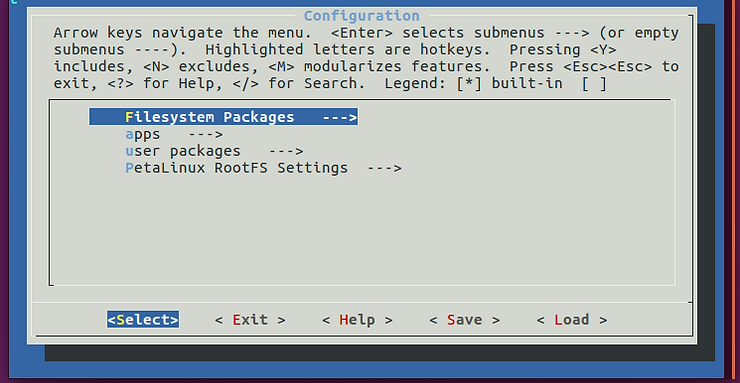 Configuration
Arrow keys navigate the menu.  <Enter> selects submenus ---> (or empty
submenus ----).  Highlighted letters are hotkeys.  Pressing <Y>
includes, <N> excludes, <M> modularizes features.  Press <Esc><Esc> to
exit, <?> for Help, </> for Search.  Legend: [*] built-in  [ ]
Filesystem Packages  --->
apps  --->
user packages  --->
PetaLinux RootFS Settings  --->
<Select>    < Exit >    < Help >    < Save >    < Load >